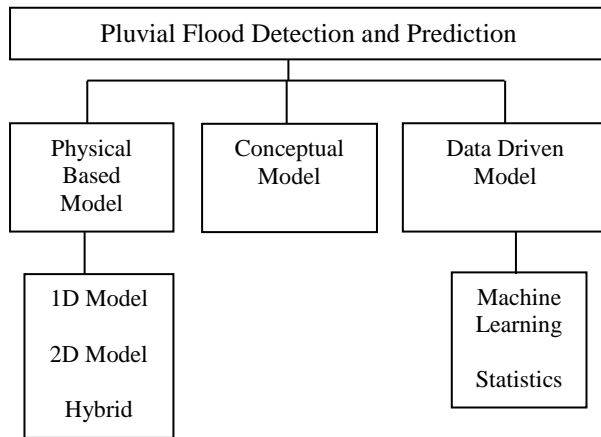 Pluvial Flood Detection and Prediction
Physical
Based
Model
Conceptual
Model
Data Driven
Model
1D Model
2D Model
Hybrid
Machine
Learning
Statistics